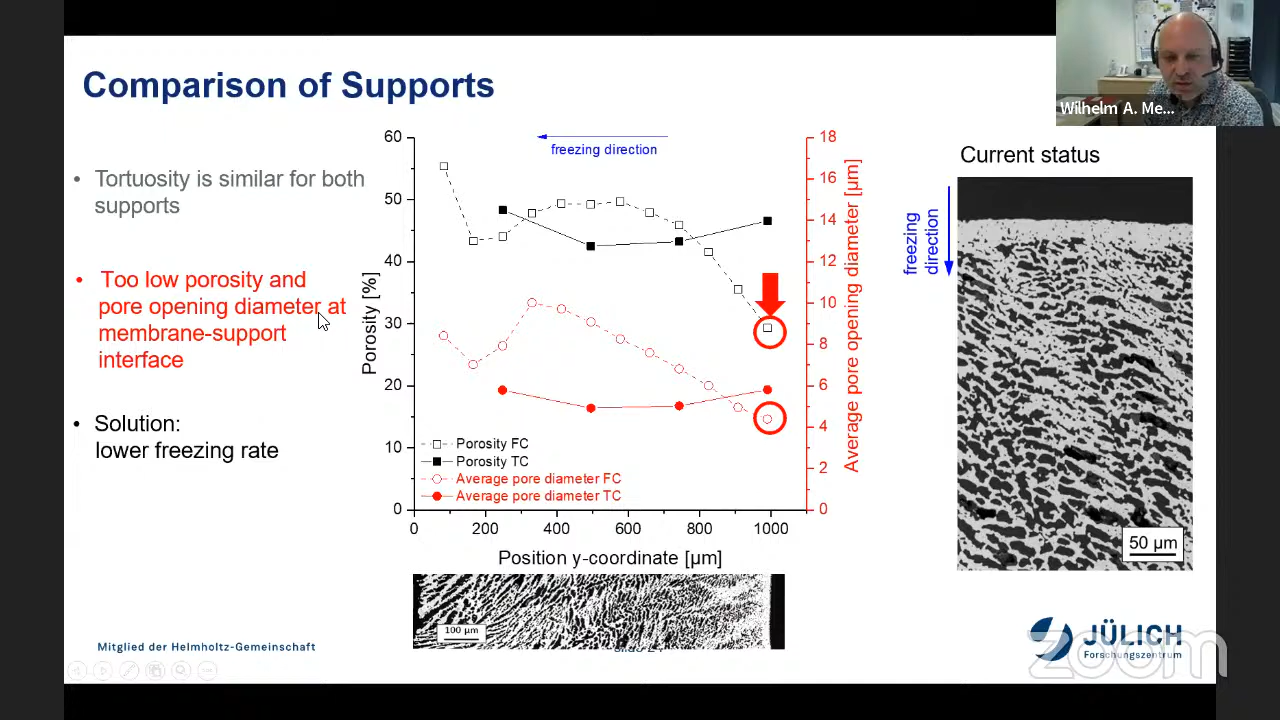 Comparison of Supports
Wilhelm A. Me...
• Tortuosity is similar for both
supports
• Too low porosity and
pore opening diameter at
membrane-support
interface
• Solution:
lower freezing rate
freezing direction
60
50
40
30
20
10
0
Porosity [%]
18
16
14
12
10
8
6
4
2
0
Average pore opening diameter [µm]
Porosity FC
Porosity TC
Average pore diameter FC
Average pore diameter TC
0 200 400 600 800 1000
Position y-coordinate [µm]
100 µm
Current status
freezing
direction
50 µm
Mitglied der Helmholtz-Gemeinschaft
JÜLICH
Forschungszentrum
zoom